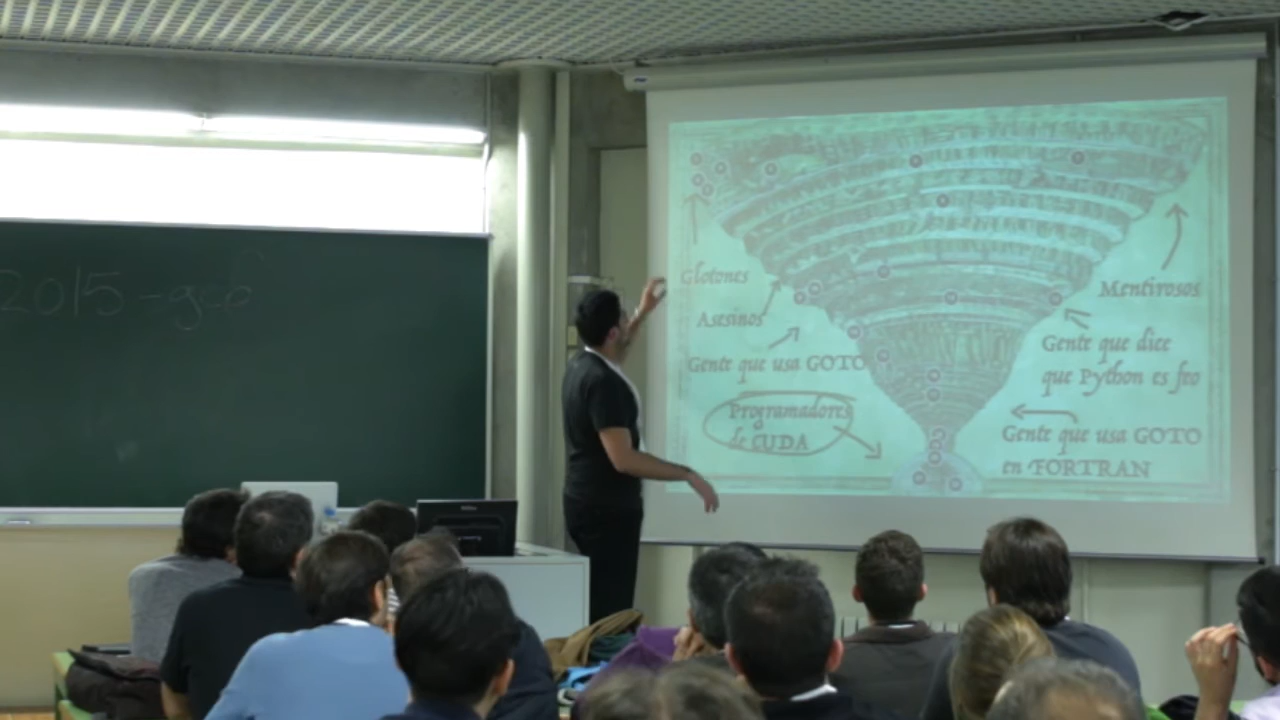 2015-g-6
Glotones
Asesinos
Gente que usa GOTO
Programadores
de CUDA
Mentirosos
Gente que dice
que Python es feo
Gente que usa GOTO
en FORTRAN